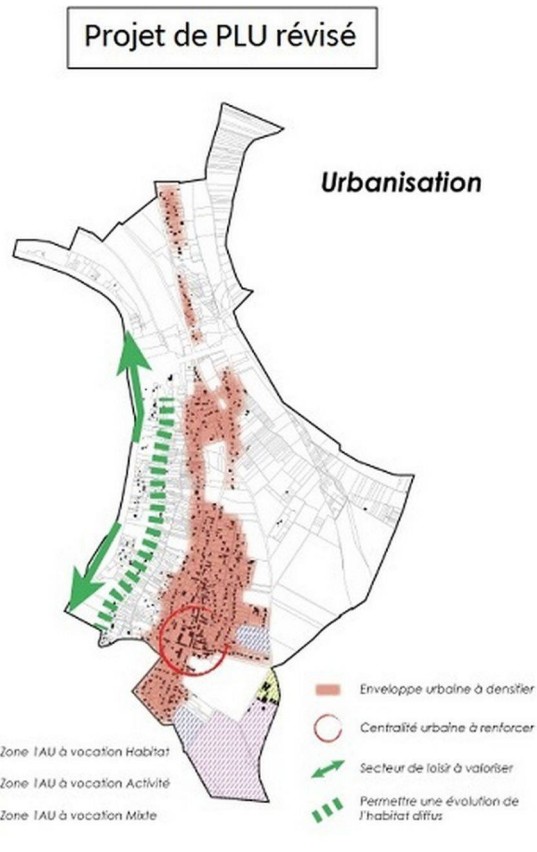 Projet de PLU révisé
Urbanisation
Enveloppe urbaine à densifier
Centralité urbaine à renforcer
Secteur de loisir à valoriser
Permettre une évolution de
l'habitat diffus
Zone 1AU à vocation Habitat
Zone 1AU à vocation Activité
Zone 1AU à vocation Mixte